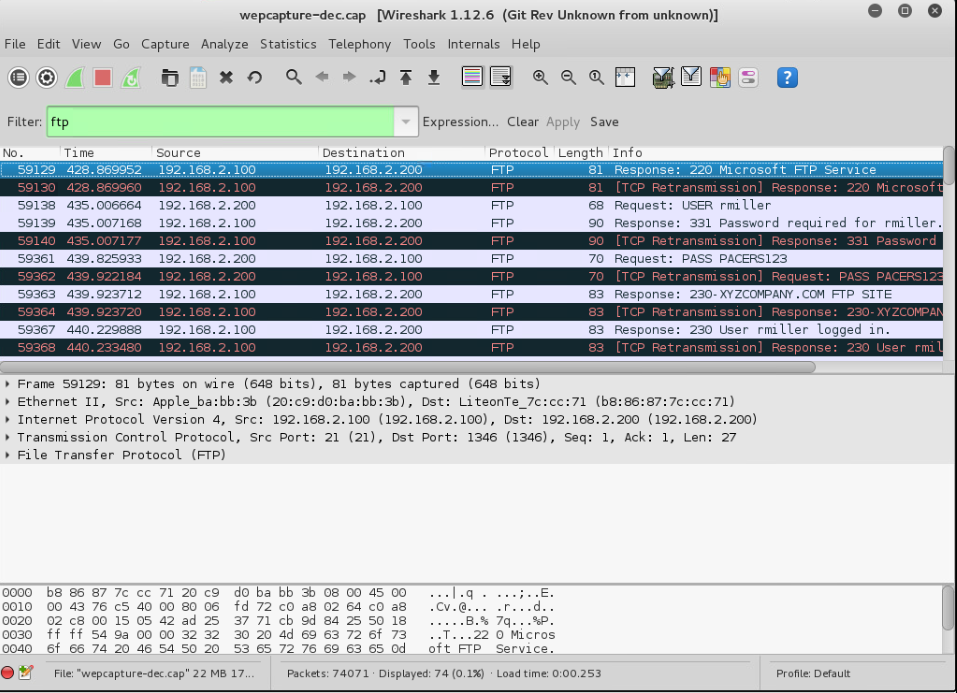 wepcapture-dec.cap [Wireshark 1.12.6 (Git Rev Unknown from unknown)]
File Edit View Go Capture Analyze Statistics Telephony Tools Internals Help
Filter: ftp Expression... Clear Apply Save
No. Time Source Destination Protocol Length Info
59129 428.869952 192.168.2.100 192.168.2.200 FTP 81 Response: 220 Microsoft FTP Service
59130 428.869960 192.168.2.100 192.168.2.200 FTP 81 [TCP Retransmission] Response: 220 Microsoft
59138 435.006664 192.168.2.200 192.168.2.100 FTP 68 Request: USER rmiller
59139 435.007168 192.168.2.100 192.168.2.200 FTP 90 Response: 331 Password required for rmiller.
59140 435.007177 192.168.2.100 192.168.2.200 FTP 90 [TCP Retransmission] Response: 331 Password
59361 439.825933 192.168.2.200 192.168.2.100 FTP 70 Request: PASS PACERS123
59362 439.922184 192.168.2.200 192.168.2.100 FTP 70 [TCP Retransmission] Request: PASS PACERS123
59363 439.923712 192.168.2.100 192.168.2.200 FTP 83 Response: 230-XYZCOMPANY.COM FTP SITE
59364 439.923720 192.168.2.100 192.168.2.200 FTP 83 [TCP Retransmission] Response: 230-XYZCOMPAN
59367 440.229888 192.168.2.100 192.168.2.200 FTP 83 Response: 230 User rmiller logged in.
59368 440.233480 192.168.2.100 192.168.2.200 FTP 83 [TCP Retransmission] Response: 230 User rmil
Frame 59129: 81 bytes on wire (648 bits), 81 bytes captured (648 bits)
Ethernet II, Src: Apple_ba:bb:3b (20:c9:d0:ba:bb:3b), Dst: LiteonTe_7c:cc:71 (b8:86:87:7c:cc:71)
Internet Protocol Version 4, Src: 192.168.2.100 (192.168.2.100), Dst: 192.168.2.200 (192.168.2.200)
Transmission Control Protocol, Src Port: 21 (21), Dst Port: 1346 (1346), Seq: 1, Ack: 1, Len: 27
File Transfer Protocol (FTP)
0000 b8 86 87 7c cc 71 20 c9 d0 ba bb 3b 08 00 45 00 ...|.q . ...;..E.
0010 00 43 76 c5 40 00 80 06 fd 72 c0 a8 02 64 c0 a8 .Cv.@... .r...d..
0020 02 c8 00 15 05 42 ad 25 37 71 cb 9d 84 25 50 18 .....B.% 7q...%P.
0030 ff ff 54 9a 00 00 32 32 30 20 4d 69 63 72 6f 73 ..T...22 0 Micros
0040 6f 66 74 20 46 54 50 20 53 65 72 76 69 63 65 0d oft FTP Service.
File: "wepcapture-dec.cap" 22 MB 17... Packets: 74071 · Displayed: 74 (0.1%) · Load time: 0:00.253 Profile: Default